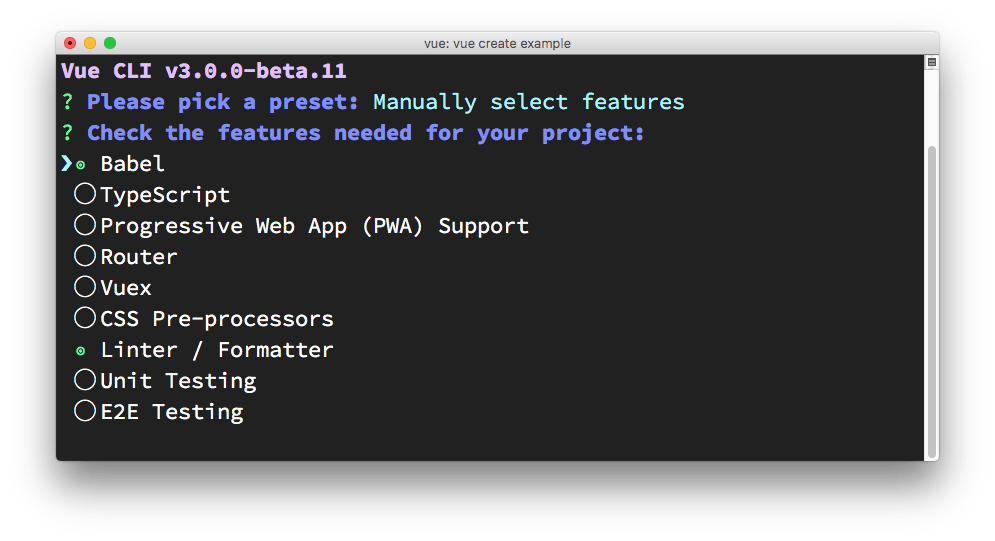 vue: vue create example
Vue CLI v3.0.0-beta.11
? Please pick a preset: Manually select features
? Check the features needed for your project:
❯◉ Babel
◯TypeScript
◯Progressive Web App (PWA) Support
◯Router
◯Vuex
◯CSS Pre-processors
◉ Linter / Formatter
◯Unit Testing
◯E2E Testing